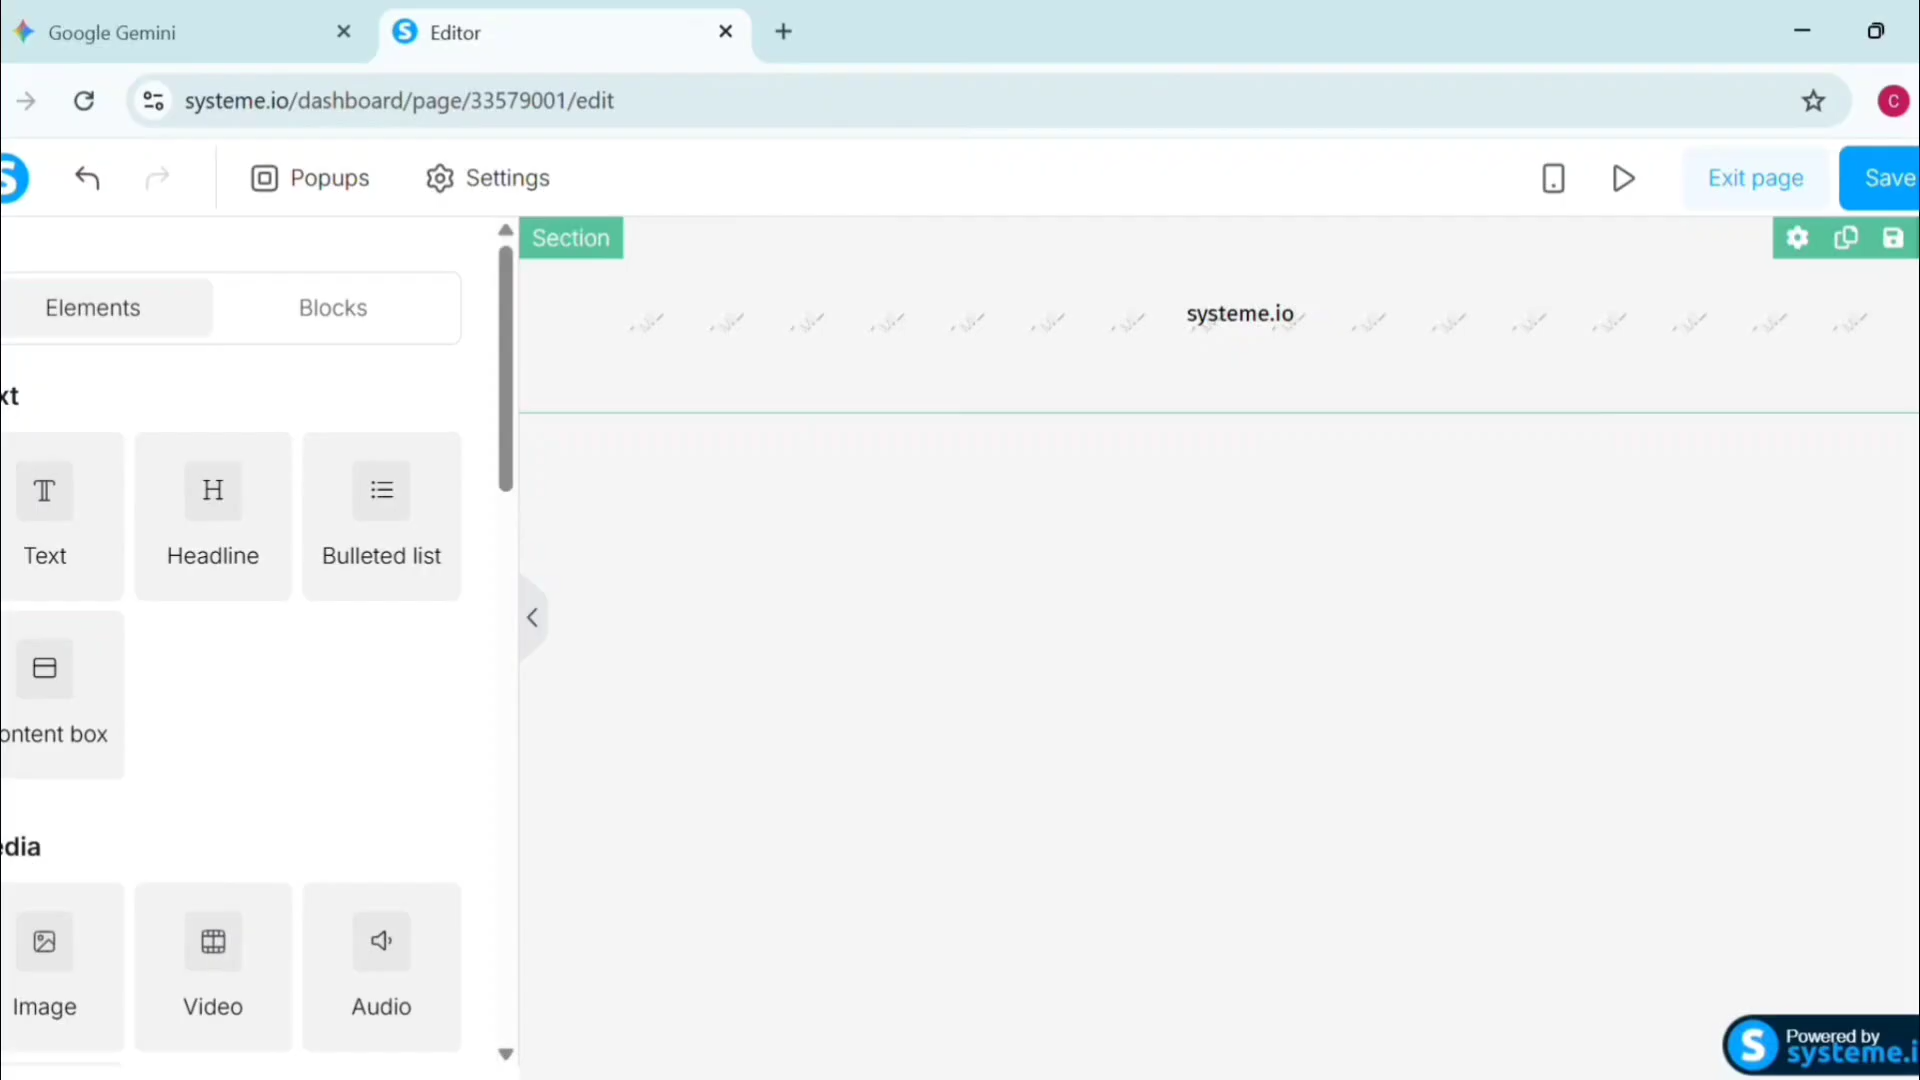 Google Gemini
Editor
systeme.io/dashboard/page/33579001/edit
C
Popups
Settings
Exit page
Save
Section
Elements
Blocks
systeme.io
xt
Text
Headline
Bulleted list
ontent box
edia
Image
Video
Audio
Powered by
systeme.i